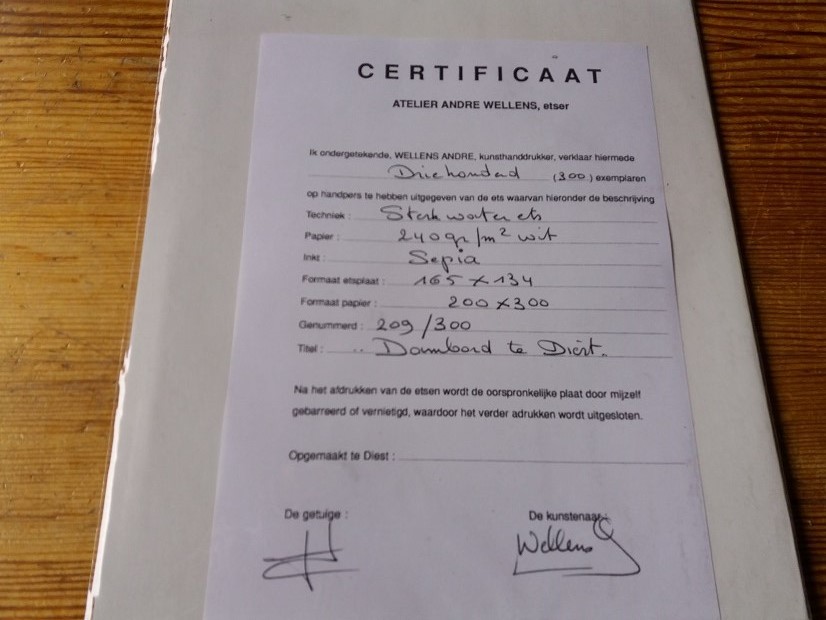 CERTIFICAAT
ATELIER ANDRE WELLENS, etser
Ik ondergetekende, WELLENS ANDRE, kunsthanddrukker, verklaar hiermede
Driehonderd (300) exemplaren
op handpers te hebben uitgegeven van de ets waarvan hieronder de beschrijving
Techniek : Sterkwater ets
Papier : 240 gr/m² wit
Inkt : Sepia
Formaat etsplaat : 165 x 134
Formaat papier : 200 x 300
Genummerd : 209/300
Titel : Dambord te Diest.
Na het afdrukken van de etsen wordt de oorspronkelijke plaat door mijzelf
gebarreerd of vernietigd, waardoor het verder adrukken wordt uitgesloten.
Opgemaakt te Diest :
De getuige : De kunstenaar :
Wellens